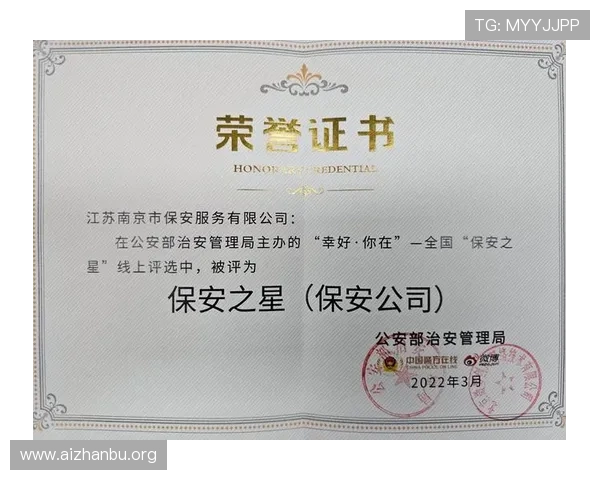 TG: MYYJJPP
荣誉证书
HONOR CREDENTIAL
江苏南京市保安服务有限公司：
在公安部治安管理局主办的“幸好·你在”—全国“保安之
星”线上评选中，被评为
保安之星（保安公司）
公安部治安管理局
中国警方在线 微博
CHINA POLICE ONLINE
2022年3月
www.aizhanbu.org